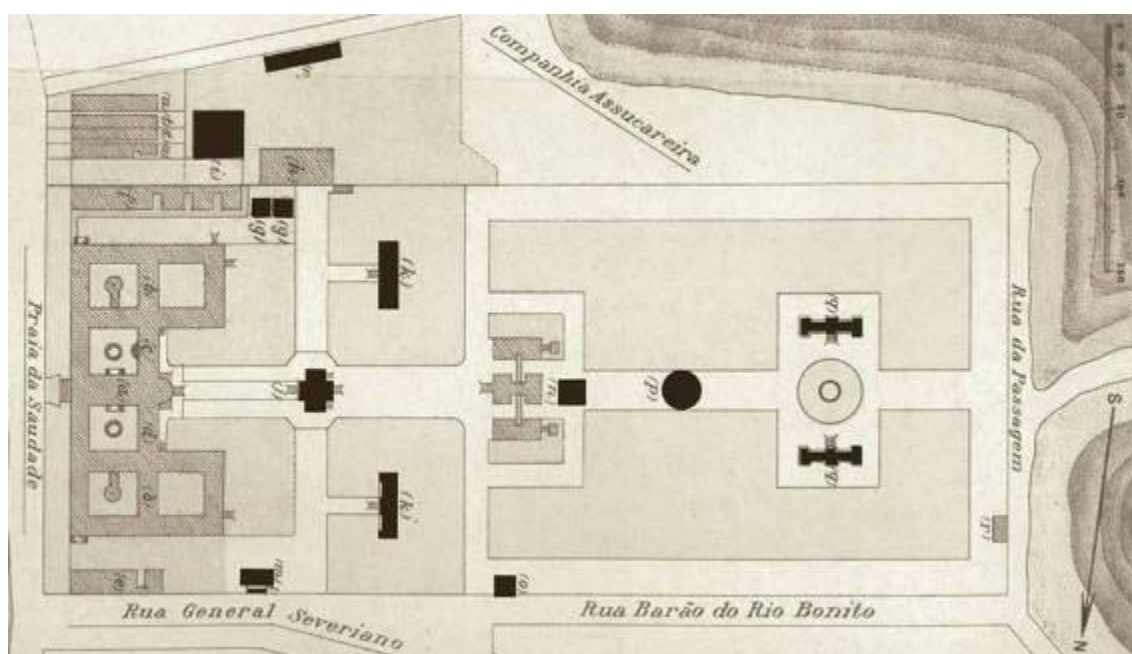 Companhia Assucareira
(i)
(h)
(g)
(g)
(k)
(b)
(q)
Praia da Saudade
Rua da Passagem
(a)
(j)
(n)
(p)
S
(k)
(q)
(r)
(e)
(o)
N
Rua General Severiano
Rua Barão do Rio Bonito